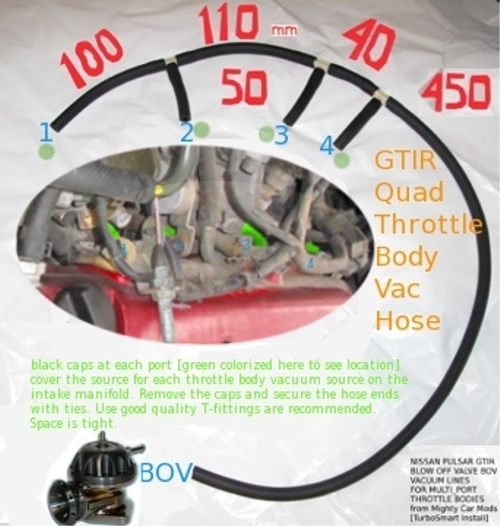 110 mm
100
40
50
450
1
2
3
4
GTIR
Quad
Throttle
Body
Vac
Hose
1
2
3
4
black caps at each port [green colorized here to see location]
cover the source for each throttle body vacuum source on the
intake manifold. Remove the caps and secure the hose ends
with ties. Use good quality T-fittings are recommended.
Space is tight.
BOV
NISSAN PULSAR GTIR
BLOW OFF VALVE BOV
VACUUM LINES
FOR MULTI PORT
THROTTLE BODIES
from Mighty Car Mods
[TurboSmart Install]